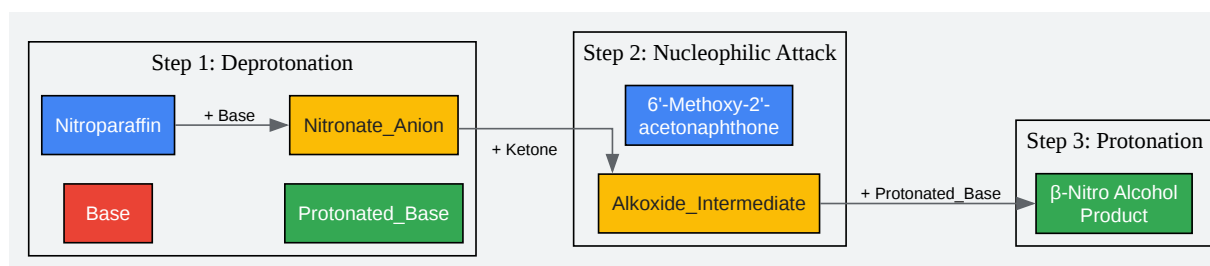 Step 1: Deprotonation
Nitroparaffin
+ Base
Nitronate_Anion
Base
Protonated_Base
+ Ketone
Step 2: Nucleophilic Attack
6'-Methoxy-2'-
acetonaphthone
Alkoxide_Intermediate
+ Protonated_Base
Step 3: Protonation
β-Nitro Alcohol
Product